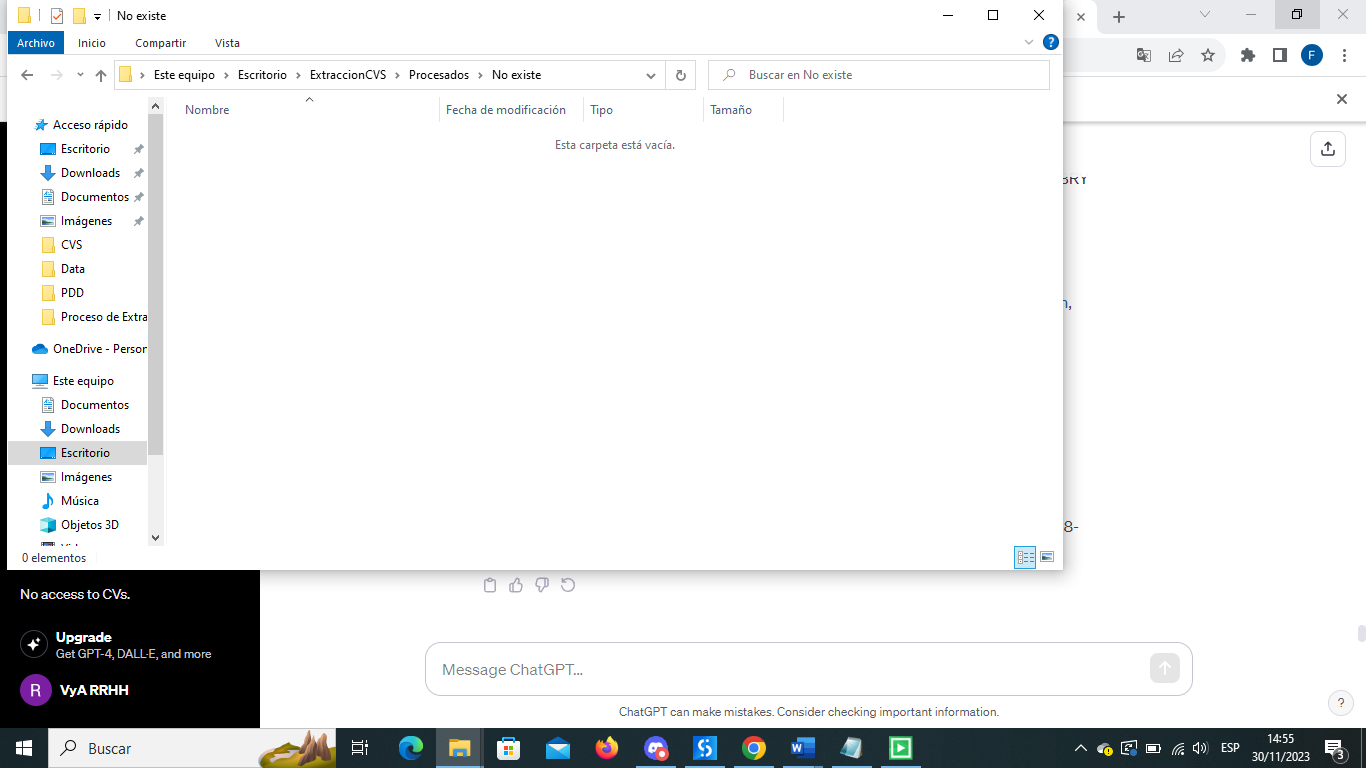 No existe
Archivo Inicio Compartir Vista
Este equipo Escritorio ExtraccionCVS Procesados No existe
Buscar en No existe
Nombre Fecha de modificación Tipo Tamaño
Esta carpeta está vacía.
Acceso rápido
Escritorio
Downloads
Documentos
Imágenes
CVS
Data
PDD
Proceso de Extra
OneDrive - Person
Este equipo
Documentos
Downloads
Escritorio
Imágenes
Música
Objetos 3D
0 elementos
F
8-
No access to CVs.
Upgrade
Get GPT-4, DALL·E, and more
R VyA RRHH
Message ChatGPT...
ChatGPT can make mistakes. Consider checking important information.
?
Buscar
ESP
14:55
30/11/2023
3